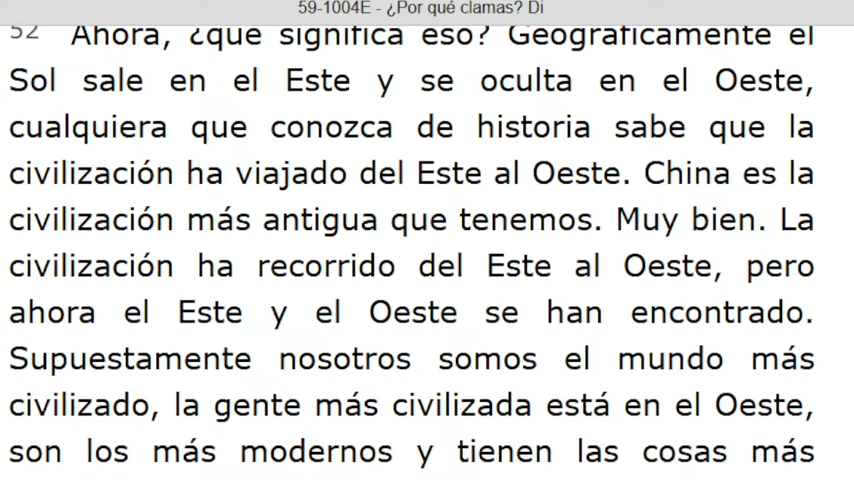 59-1004E - ¿Por qué clamas? Di
52 Ahora, ¿qué significa eso? Geográficamente el
Sol sale en el Este y se oculta en el Oeste,
cualquiera que conozca de historia sabe que la
civilización ha viajado del Este al Oeste. China es la
civilización más antigua que tenemos. Muy bien. La
civilización ha recorrido del Este al Oeste, pero
ahora el Este y el Oeste se han encontrado.
Supuestamente nosotros somos el mundo más
civilizado, la gente más civilizada está en el Oeste,
son los más modernos y tienen las cosas más